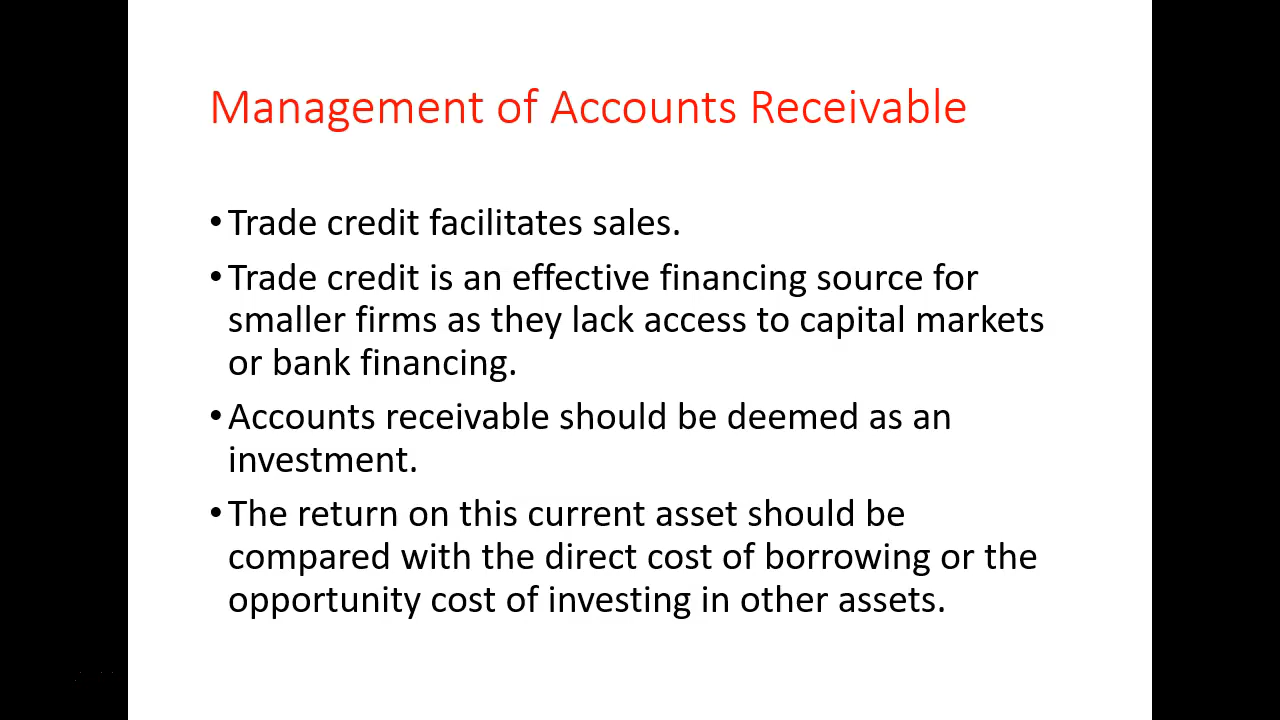 Management of Accounts Receivable
•Trade credit facilitates sales.
•Trade credit is an effective financing source for
smaller firms as they lack access to capital markets
or bank financing.
•Accounts receivable should be deemed as an
investment.
•The return on this current asset should be
compared with the direct cost of borrowing or the
opportunity cost of investing in other assets.